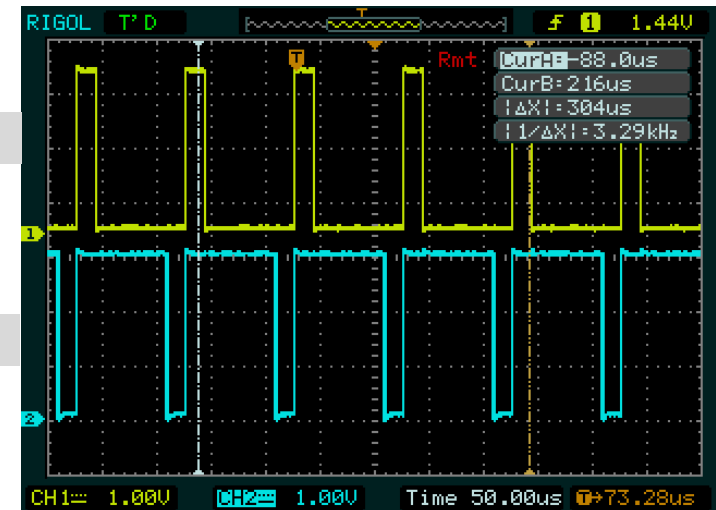 RIGOL T'D T f 1 1.44V
T Rmt CurA:-88.0us
CurB:216us
|ΔX|:304us
|1/ΔX|:3.29kHz
1
2
CH1 1.00V CH2 1.00V Time 50.00us T→73.28us